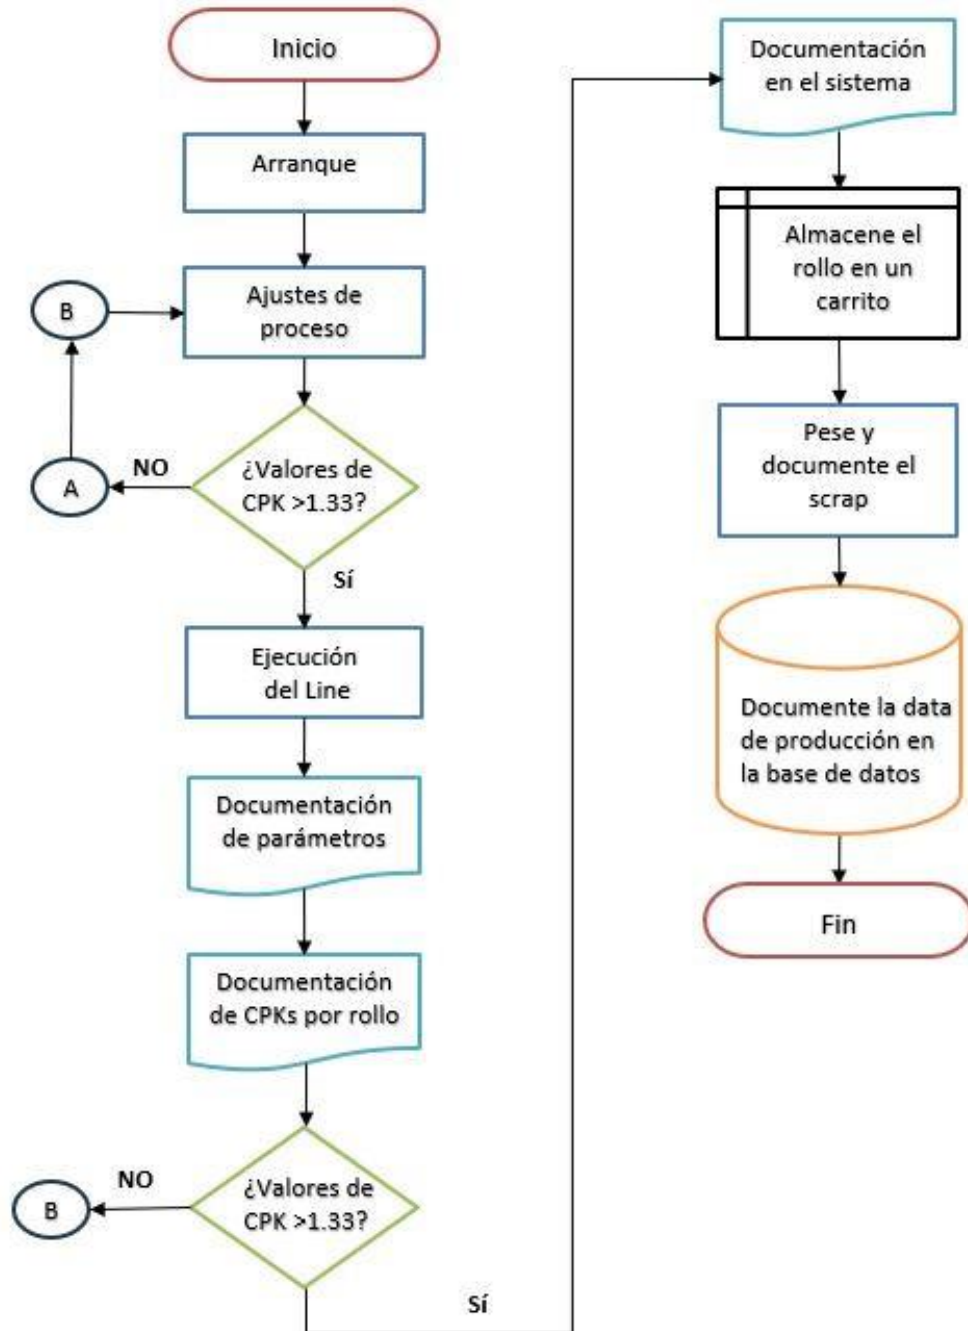 Inicio
Arranque
Ajustes de
proceso
B
A
NO
¿Valores de
CPK >1.33?
Sí
Ejecución
del Line
Documentación
de parámetros
Documentación
de CPKs por rollo
¿Valores de
CPK >1.33?
NO
B
Sí
Documentación
en el sistema
Almacene el
rollo en un
carrito
Pese y
documente el
scrap
Documente la data
de producción en
la base de datos
Fin